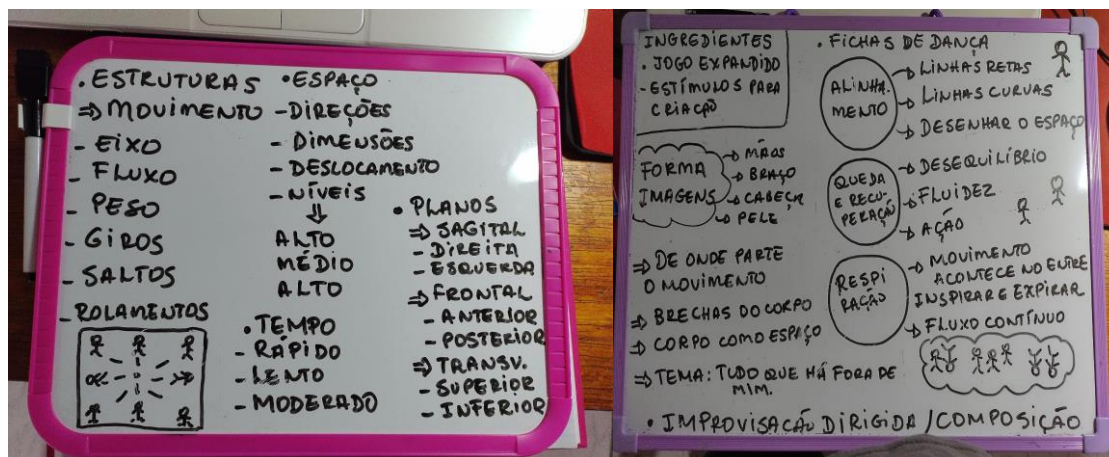 • ESTRUTURAS
⇒ MOVIMENTO
- EIXO
- FLUXO
- PESO
- GIROS
- SALTOS
- ROLAMENTOS
• ESPAÇO
- DIREÇÕES
- DIMENSÕES
- DESLOCAMENTO
- NÍVEIS
⇓
ALTO
MÉDIO
ALTO
• TEMPO
- RÁPIDO
- LENTO
- MODERADO
• PLANOS
⇒ SAGITAL
- DIREITA
- ESQUERDA
⇒ FRONTAL
- ANTERIOR
- POSTERIOR
⇒ TRANSV.
- SUPERIOR
- INFERIOR
INGREDIENTES
• JOGO EXPANDIDO
- ESTÍMULOS PARA
CRIAÇÃO
FORMA
IMAGENS
→ MÃOS
→ BRAÇO
→ CABEÇA
→ PELE
⇒ DE ONDE PARTE
O MOVIMENTO
⇒ BRECHAS DO CORPO
⇒ CORPO COMO ESPAÇO
⇒ TEMA: TUDO QUE HÁ FORA DE
MIM.
• FICHAS DE DANÇA
ALINHA-
MENTO
→ LINHAS RETAS
→ LINHAS CURVAS
→ DESENHAR O ESPAÇO
QUEDA
E RECU-
PERAÇÃO
→ DESEQUILÍBRIO
→ FLUIDEZ
→ AÇÃO
RESPI
RAÇÃO
→ MOVIMENTO
ACONTECE NO ENTRE
INSPIRAR E EXPIRAR
→ FLUXO CONTÍNUO
• IMPROVISAÇÃO DIRIGIDA / COMPOSIÇÃO